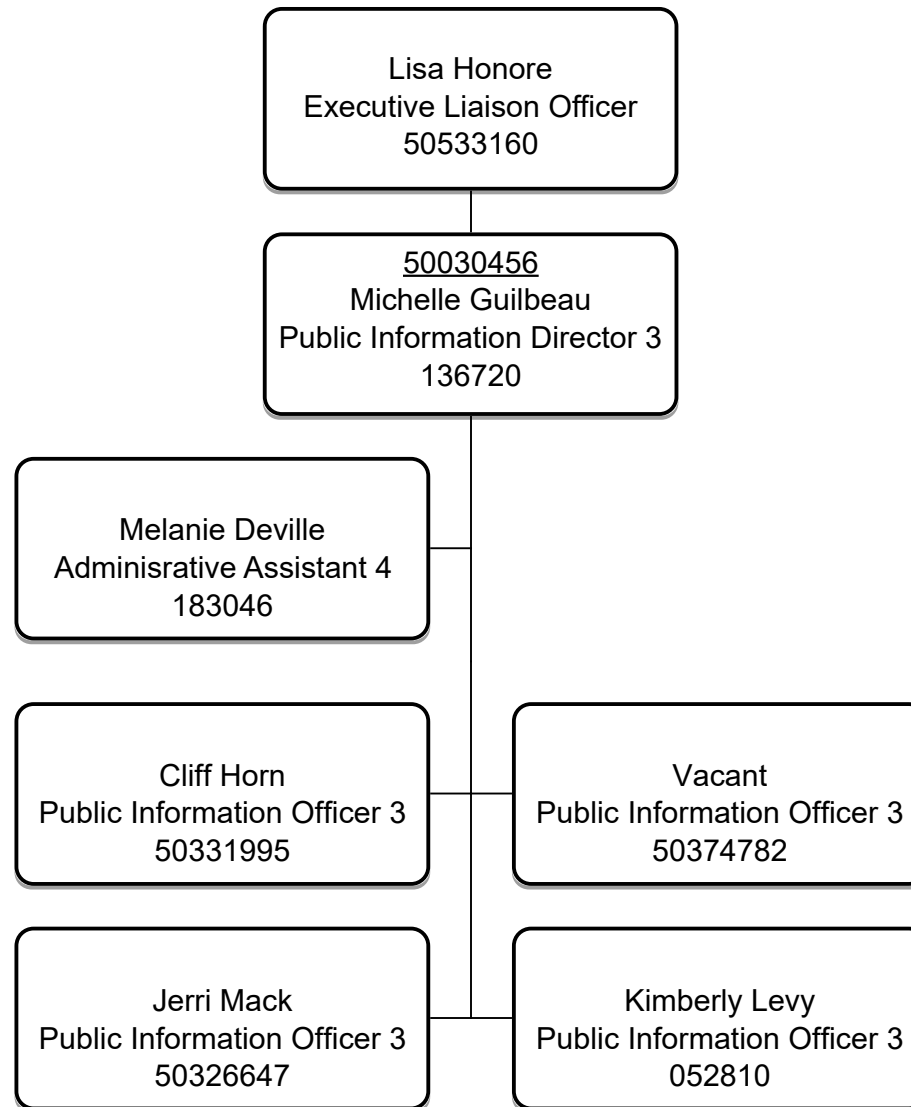 Lisa Honore
Executive Liaison Officer
50533160
50030456
Michelle Guilbeau
Public Information Director 3
136720
Melanie Deville
Adminisrative Assistant 4
183046
Cliff Horn
Public Information Officer 3
50331995
Vacant
Public Information Officer 3
50374782
Jerri Mack
Public Information Officer 3
50326647
Kimberly Levy
Public Information Officer 3
052810